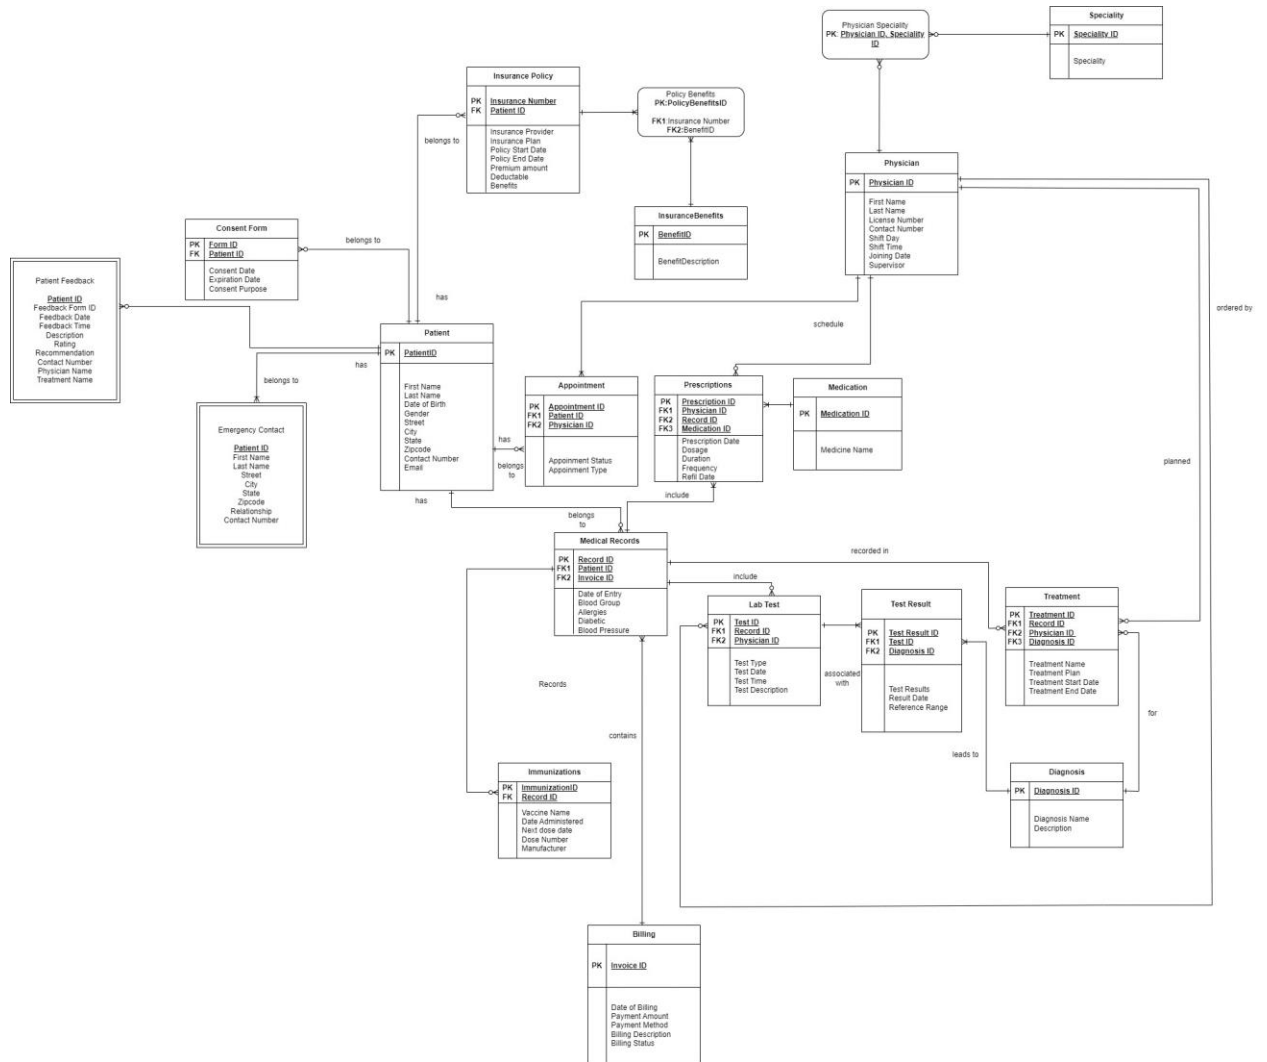 Physician Speciality
PK: Physician ID, Speciality
ID
Speciality
PK Speciality ID
Speciality
Insurance Policy
PK Insurance Number
FK Patient ID
Insurance Provider
Insurance Plan
Policy Start Date
Policy End Date
Premium amount
Deductable
Benefits
belongs to
Policy Benefits
PK:PolicyBenefitsID
FK1:Insurance Number
FK2:BenefitID
InsuranceBenefits
PK BenefitID
BenefitDescription
Physician
PK Physician ID
First Name
Last Name
License Number
Contact Number
Shift Day
Shift Time
Joining Date
Supervisor
Consent Form
PK Form ID
FK Patient ID
Consent Date
Expiration Date
Consent Purpose
belongs to
has
Patient Feedback
Patient ID
Feedback Form ID
Feedback Date
Feedback Time
Description
Rating
Recommendation
Contact Number
Physician Name
Treatment Name
has
belongs to
Emergency Contact
Patient ID
First Name
Last Name
Street
City
State
Zipcode
Relationship
Contact Number
Patient
PK PatientID
First Name
Last Name
Date of Birth
Gender
Street
City
State
Zipcode
Contact Number
Email
has
has
belongs
to
Appointment
PK Appointment ID
FK1 Patient ID
FK2 Physician ID
Appoinment Status
Appoinment Type
schedule
ordered by
Prescriptions
PK Prescription ID
FK1 Physician ID
FK2 Record ID
FK3 Medication ID
Prescription Date
Dosage
Duration
Frequency
Refil Date
Medication
PK Medication ID
Medicine Name
planned
include
belongs
to
Medical Records
PK Record ID
FK1 Patient ID
FK2 Invoice ID
Date of Entry
Blood Group
Allergies
Diabetic
Blood Pressure
recorded in
include
Lab Test
PK Test ID
FK1 Record ID
FK2 Physician ID
Test Type
Test Date
Test Time
Test Description
associated
with
Test Result
PK Test Result ID
FK1 Test ID
FK2 Diagnosis ID
Test Results
Result Date
Reference Range
Treatment
PK Treatment ID
FK1 Record ID
FK2 Physician ID
FK3 Diagnosis ID
Treatment Name
Treatment Plan
Treatment Start Date
Treatment End Date
for
leads to
Diagnosis
PK Diagnosis ID
Diagnosis Name
Description
Records
contains
Immunizations
PK ImmunizationID
FK Record ID
Vaccine Name
Date Administered
Next dose date
Dose Number
Manufacturer
Billing
PK Invoice ID
Date of Billing
Payment Amount
Payment Method
Billing Description
Billing Status